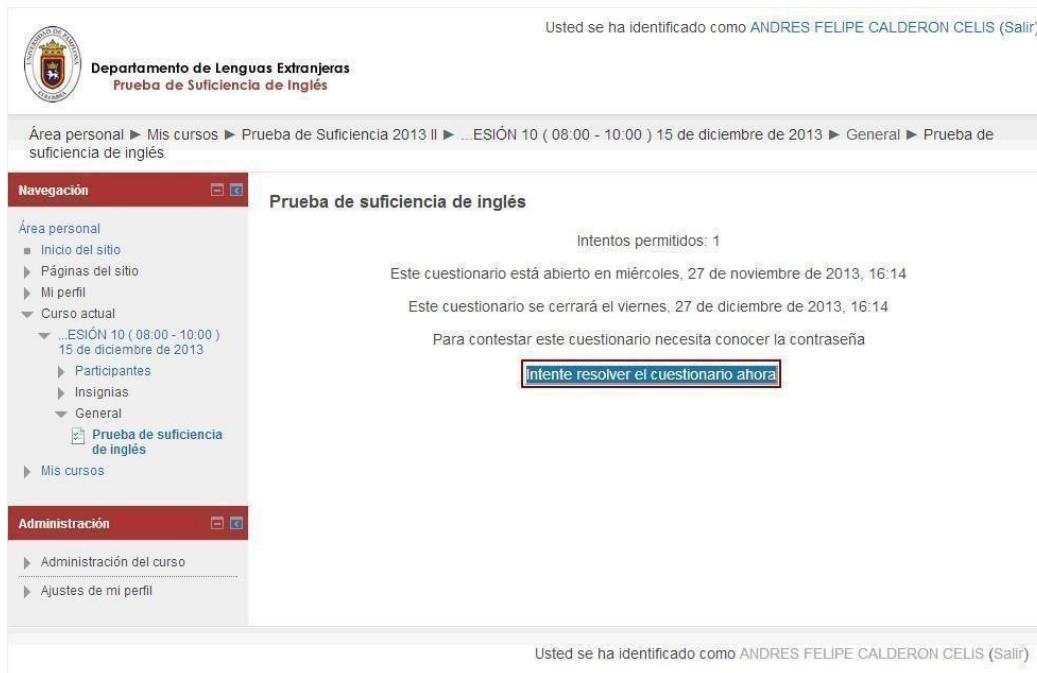 Usted se ha identificado como ANDRES FELIPE CALDERON CELIS (Salir)
Departamento de Lenguas Extranjeras
Prueba de Suficiencia de Inglés
Área personal ► Mis cursos ► Prueba de Suficiencia 2013 II ► ...ESIÓN 10 ( 08:00 - 10:00 ) 15 de diciembre de 2013 ► General ► Prueba de
suficiencia de inglés
Navegación
Área personal
Inicio del sitio
Páginas del sitio
Mi perfil
Curso actual
...ESIÓN 10 ( 08:00 - 10:00 )
15 de diciembre de 2013
Participantes
Insignias
General
Prueba de suficiencia
de inglés
Mis cursos
Administración
Administración del curso
Ajustes de mi perfil
Prueba de suficiencia de inglés
Intentos permitidos: 1
Este cuestionario está abierto en miércoles, 27 de noviembre de 2013, 16:14
Este cuestionario se cerrará el viernes, 27 de diciembre de 2013, 16:14
Para contestar este cuestionario necesita conocer la contraseña
Intente resolver el cuestionario ahora
Usted se ha identificado como ANDRES FELIPE CALDERON CELIS (Salir)